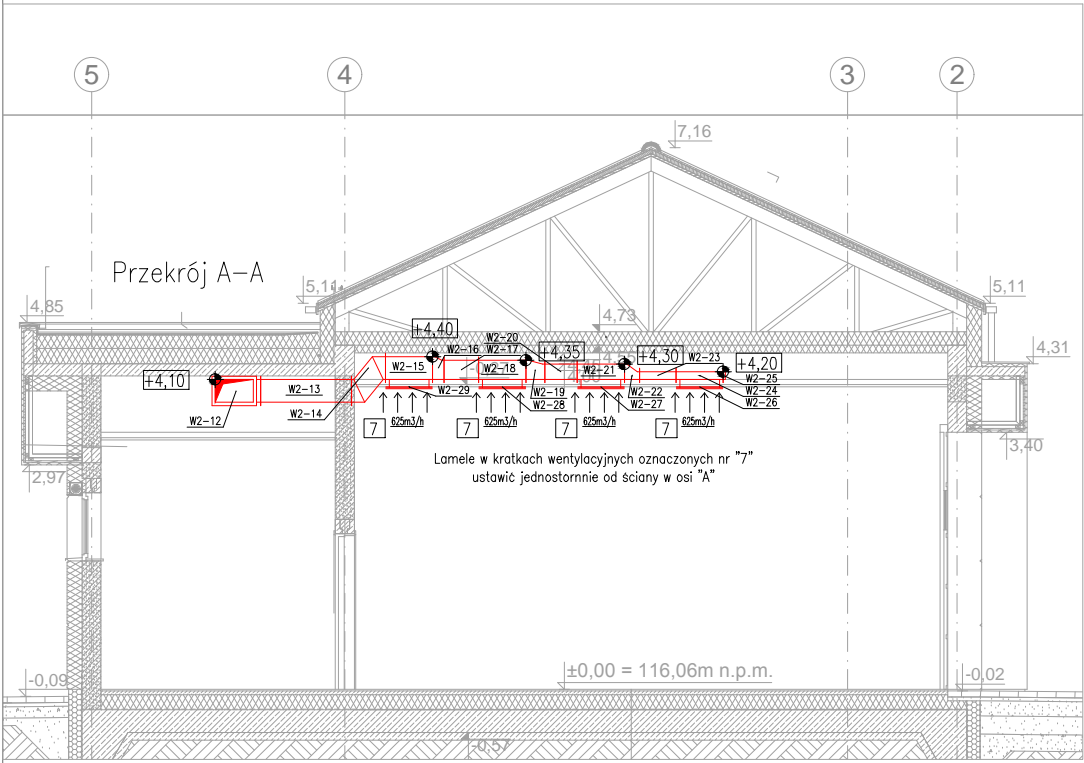 5
4
3
2
7,16
Przekrój A–A
5,11
5,11
4,85
4,73
+4,40
W2-20
W2-16
W2-17
+4,35
+4,30
W2-23
+4,20
4,31
+4,10
W2-15
W2-18
W2-21
W2-25
W2-13
W2-29
W2-19
W2-22
W2-24
W2-14
W2-28
W2-27
W2-26
W2-12
7
625m3/h
7
625m3/h
7
625m3/h
7
625m3/h
3,40
Lamele w kratkach wentylacyjnych oznaczonych nr "7"
ustawić jednostornnie od ściany w osi "A"
2,97
±0,00 = 116,06m n.p.m.
-0,09
-0,02
-0,57